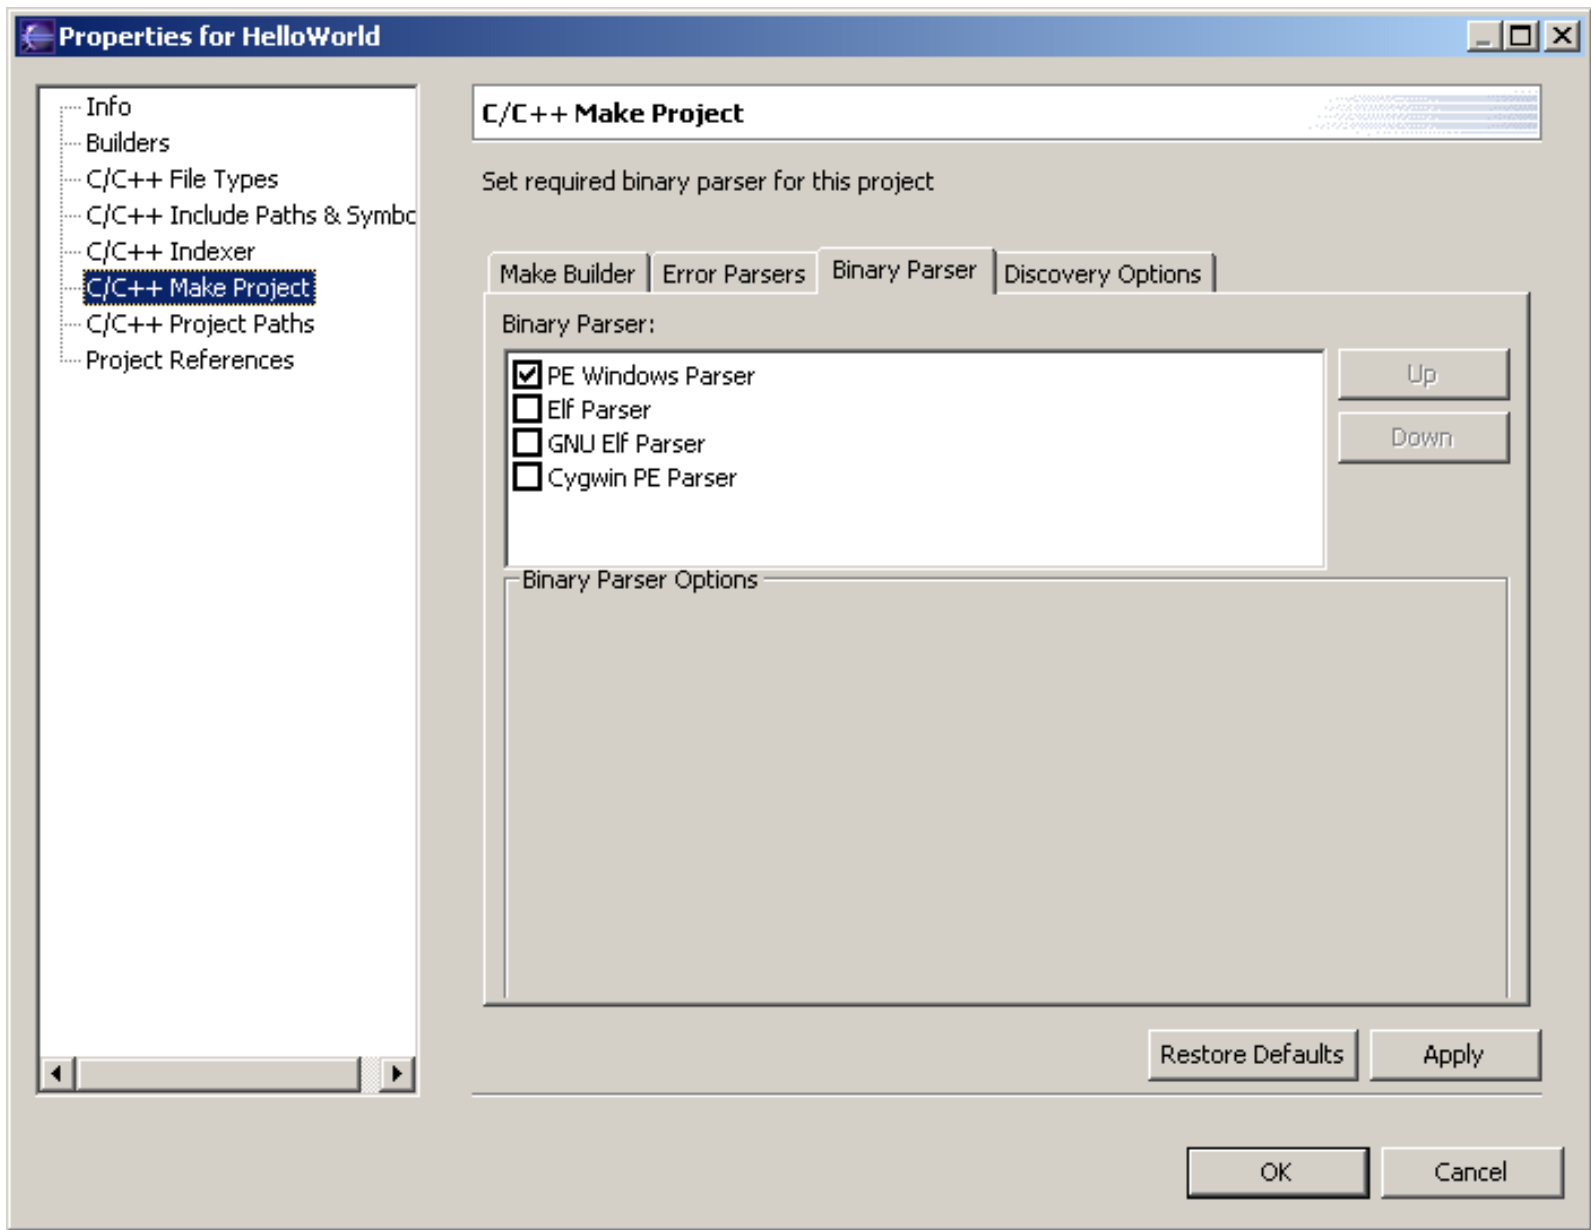 Properties for HelloWorld
Info
Builders
C/C++ File Types
C/C++ Include Paths & Symbo
C/C++ Indexer
C/C++ Make Project
C/C++ Project Paths
Project References
C/C++ Make Project
Set required binary parser for this project
Make Builder Error Parsers Binary Parser Discovery Options
Binary Parser:
PE Windows Parser
Elf Parser
GNU Elf Parser
Cygwin PE Parser
Up
Down
Binary Parser Options
Restore Defaults Apply
OK Cancel